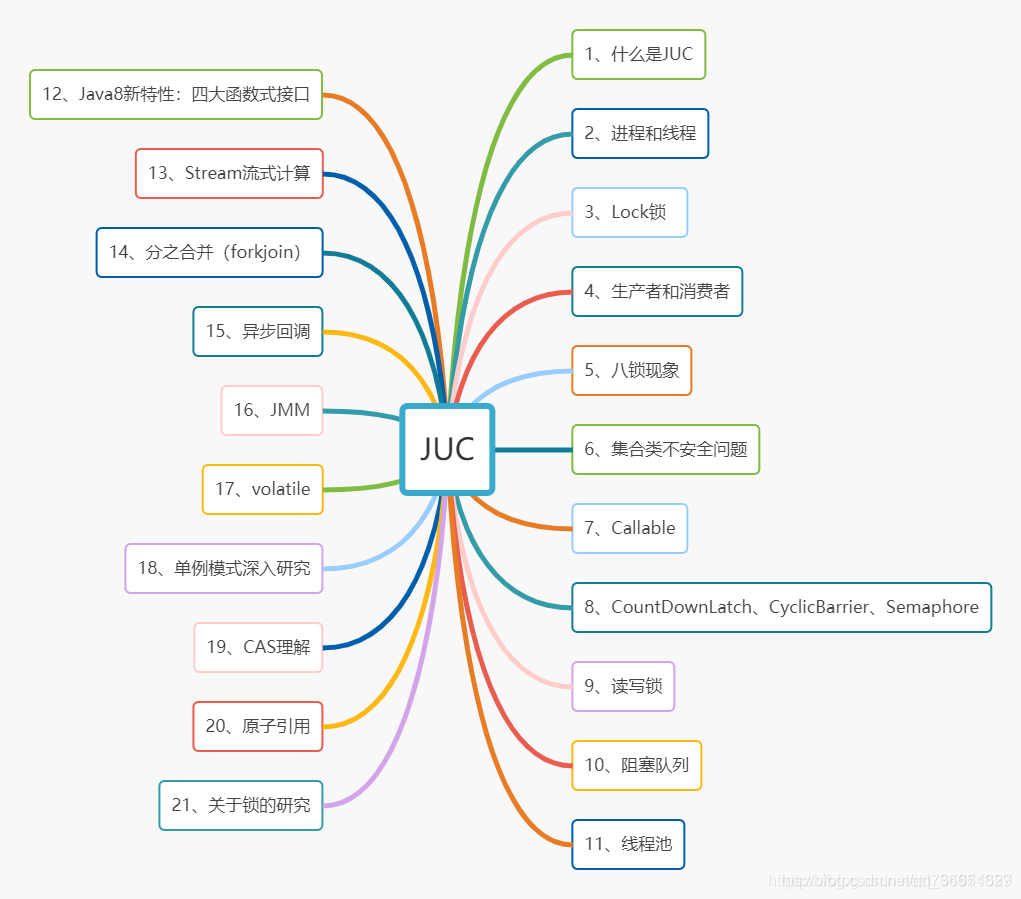 JUC
1、什么是JUC
2、进程和线程
3、Lock锁
4、生产者和消费者
5、八锁现象
6、集合类不安全问题
7、Callable
8、CountDownLatch、CyclicBarrier、Semaphore
9、读写锁
10、阻塞队列
11、线程池
12、Java8新特性：四大函数式接口
13、Stream流式计算
14、分之合并（forkjoin）
15、异步回调
16、JMM
17、volatile
18、单例模式深入研究
19、CAS理解
20、原子引用
21、关于锁的研究